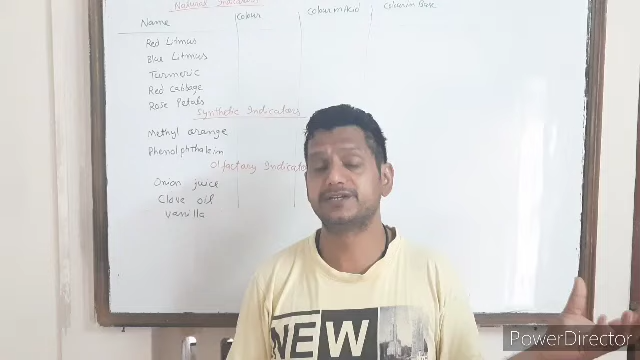 Natural Indicators
Name Colour Colour in Acid Colour in Base
Red Litmus
Blue Litmus
Turmeric
Red Cabbage
Rose Petals
Synthetic Indicators
Methyl orange
Phenolphthalein
Olfactory Indicato
Onion juice
Clove oil
Vanilla
NEW
PowerDirector